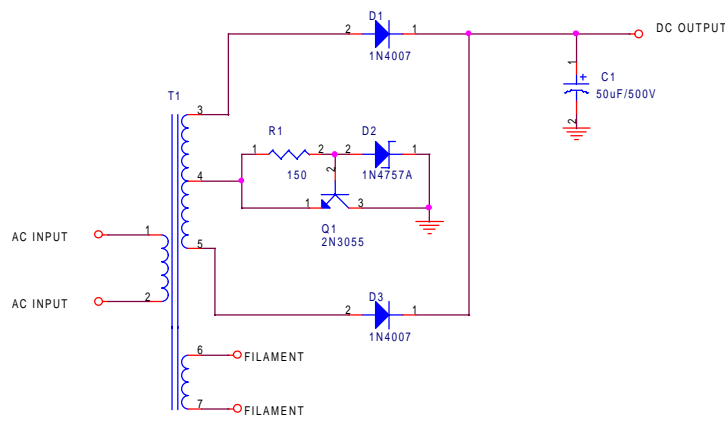 D1
2
1
1N4007
DC OUTPUT
1
+
C1
50uF/500V
2
T1
3
R1
D2
1
2
2
1
150
1N4757A
4
2
1
3
Q1
2N3055
AC INPUT
1
5
AC INPUT
2
D3
2
1
1N4007
6
FILAMENT
7
FILAMENT